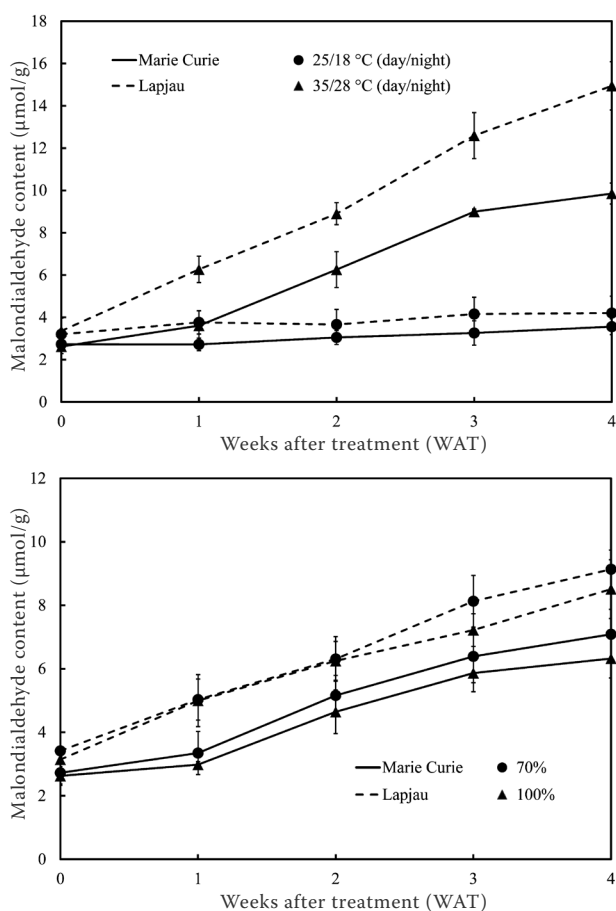 18
16
14
12
10
8
6
4
2
0
Malondialdehyde content (μmol/g)
Marie Curie
25/18 °C (day/night)
Lapjau
35/28 °C (day/night)
0 1 2 3 4
Weeks after treatment (WAT)
12
10
8
6
4
2
0
Malondialdehyde content (μmol/g)
Marie Curie
70%
Lapjau
100%
0 1 2 3 4
Weeks after treatment (WAT)